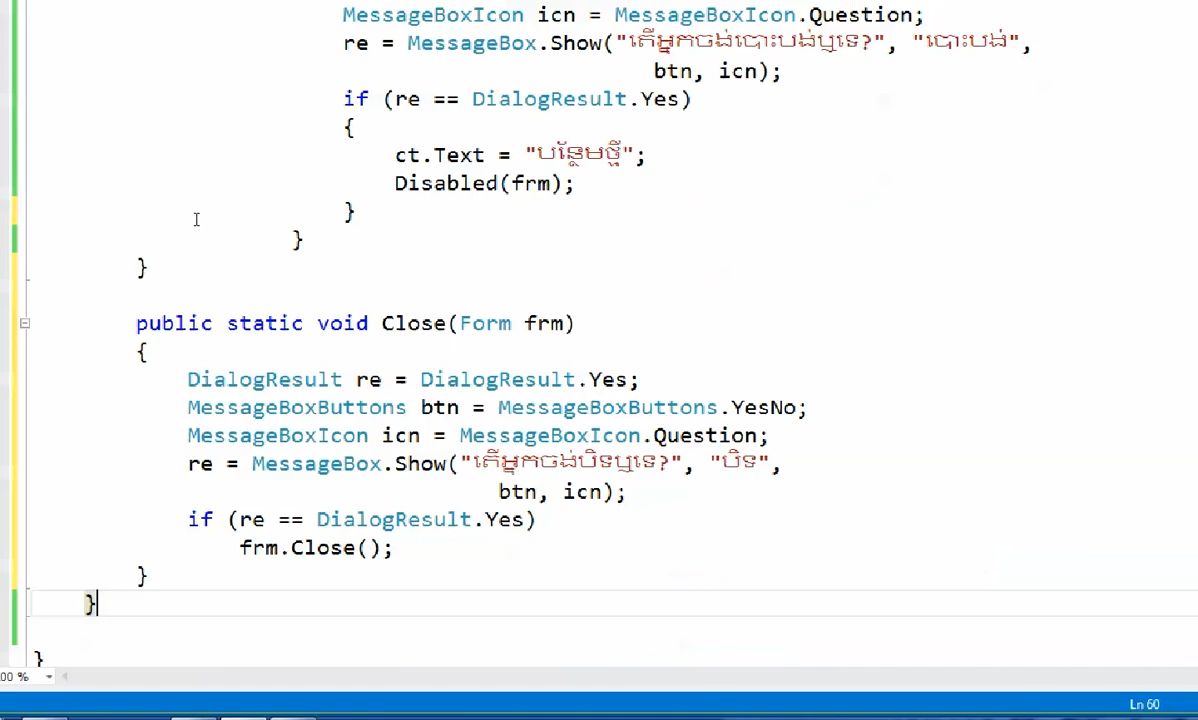 MessageBoxIcon icn = MessageBoxIcon.Question;
re = MessageBox.Show("តើអ្នកចង់បោះបង់ឬទេ?", "បោះបង់",
btn, icn);
if (re == DialogResult.Yes)
{
ct.Text = "បន្ថែមថ្មី";
Disabled(frm);
}
}
}
public static void Close(Form frm)
{
DialogResult re = DialogResult.Yes;
MessageBoxButtons btn = MessageBoxButtons.YesNo;
MessageBoxIcon icn = MessageBoxIcon.Question;
re = MessageBox.Show("តើអ្នកចង់បិទឬទេ?", "បិទ",
btn, icn);
if (re == DialogResult.Yes)
frm.Close();
}
}
}
00 %
Ln 60